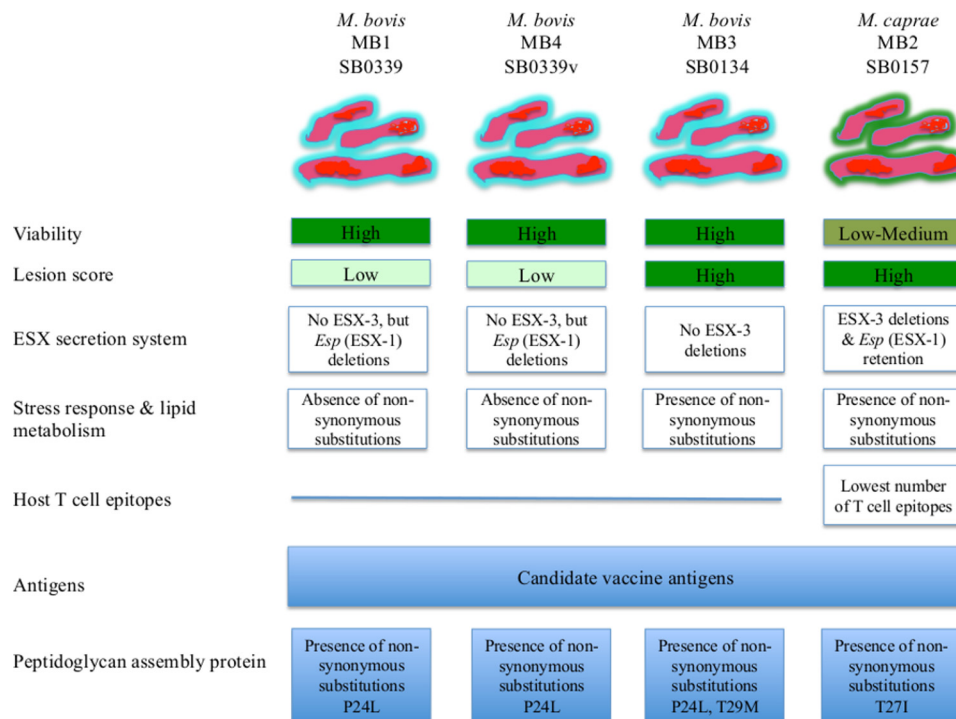 M. bovis
MB1
SB0339
M. bovis
MB4
SB0339v
M. bovis
MB3
SB0134
M. caprae
MB2
SB0157
Viability
High
High
High
Low-Medium
Lesion score
Low
Low
High
High
ESX secretion system
No ESX-3, but
Esp (ESX-1)
deletions
No ESX-3, but
Esp (ESX-1)
deletions
No ESX-3
deletions
ESX-3 deletions
& Esp (ESX-1)
retention
Stress response & lipid
metabolism
Absence of non-
synonymous
substitutions
Absence of non-
synonymous
substitutions
Presence of non-
synonymous
substitutions
Presence of non-
synonymous
substitutions
Host T cell epitopes
Lowest number
of T cell epitopes
Antigens
Candidate vaccine antigens
Peptidoglycan assembly protein
Presence of non-
synonymous
substitutions
P24L
Presence of non-
synonymous
substitutions
P24L
Presence of non-
synonymous
substitutions
P24L, T29M
Presence of non-
synonymous
substitutions
T27I